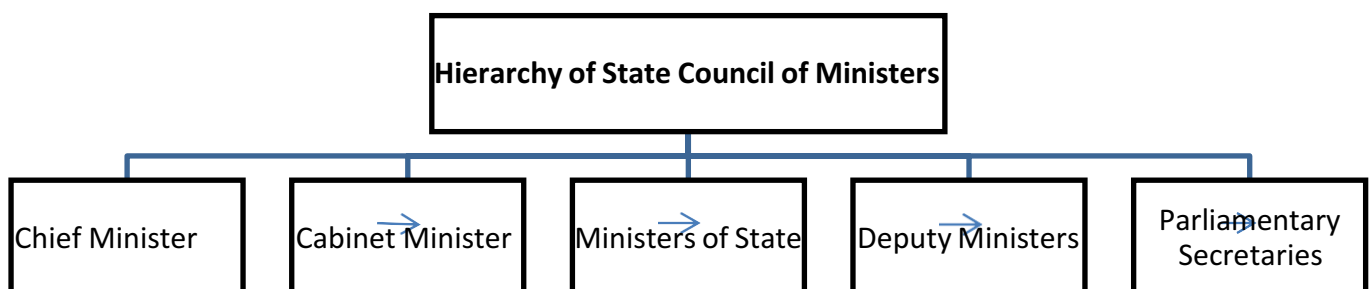 Hierarchy of State Council of Ministers
Chief Minister
Cabinet Minister
Ministers of State
Deputy Ministers
Parliamentary
Secretaries